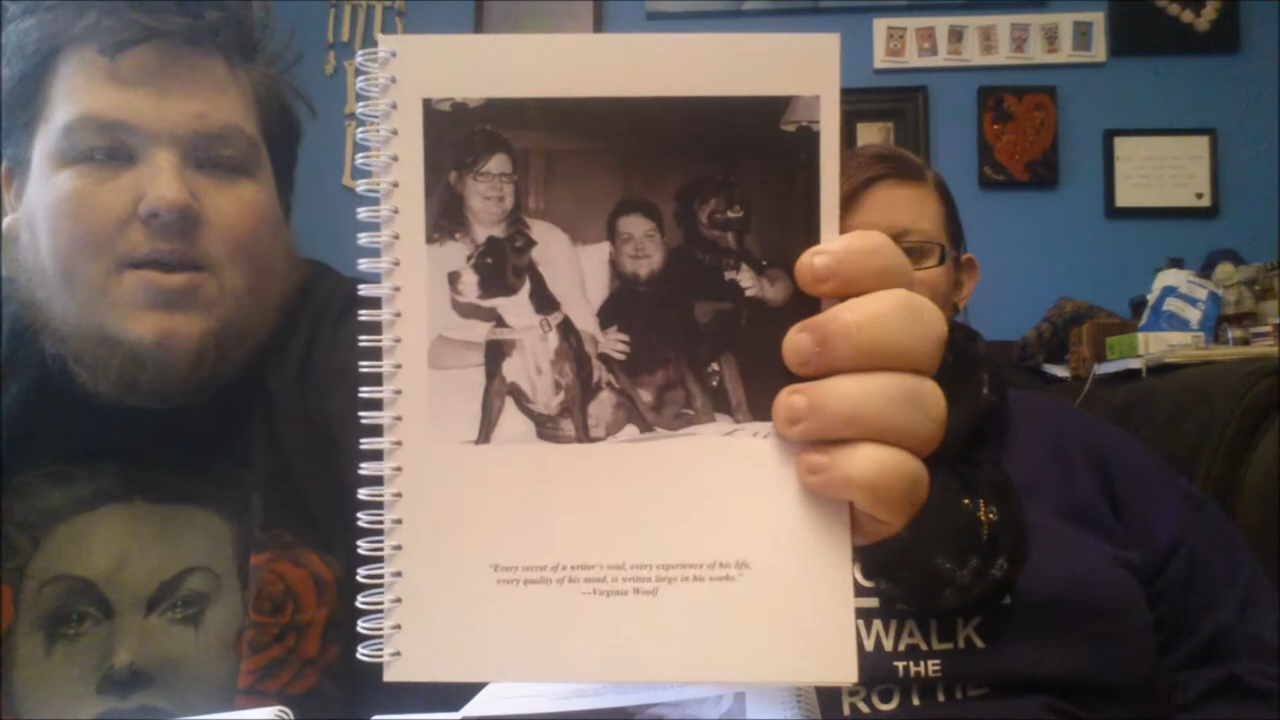 "Every secret of a writer's soul, every experience of his life,
every quality of his mind, is written large in his works."
—Virginia Woolf
WALK
THE
ROTTIE